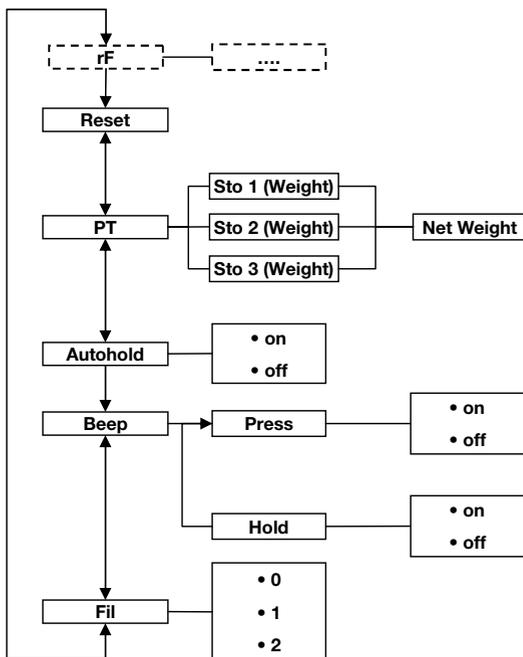 rF
....
Reset
Sto 1 (Weight)
PT
Sto 2 (Weight)
Net Weight
Sto 3 (Weight)
Autohold
• on
• off
Beep
Press
• on
• off
Hold
• on
• off
Fil
• 0
• 1
• 2